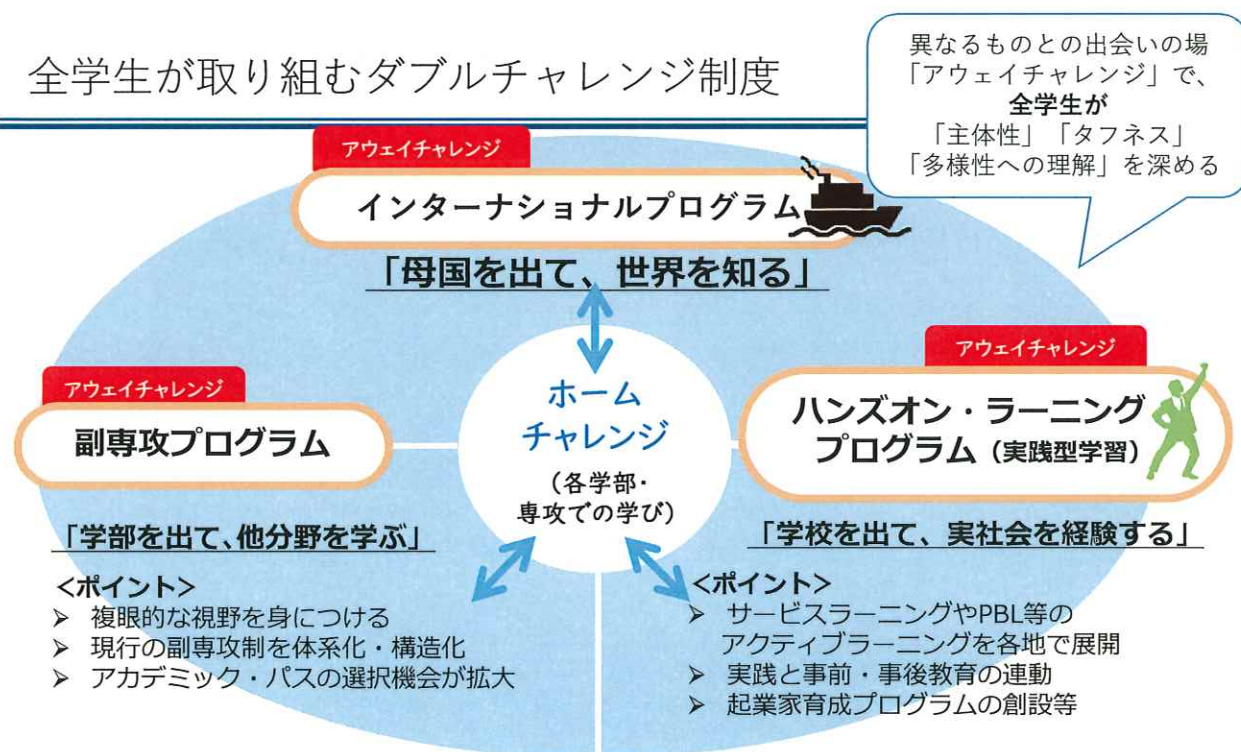 全学生が取り組むダブルチャレンジ制度
異なるものとの出会いの場
「アウェイチャレンジ」で、
全学生が
「主体性」「タフネス」
「多様性への理解」を深める
アウェイチャレンジ
インターナショナルプログラム
「母国を出て、世界を知る」
アウェイチャレンジ
副専攻プログラム
「学部を出て、他分野を学ぶ」
<ポイント>
➢ 複眼的な視野を身につける
➢ 現行の副専攻制を体系化・構造化
➢ アカデミック・パスの選択機会が拡大
ホーム
チャレンジ
(各学部・
専攻での学び)
アウェイチャレンジ
ハンズオン・ラーニング
プログラム(実践型学習)
「学校を出て、実社会を経験する」
<ポイント>
➢ サービスラーニングやPBL等の
アクティブラーニングを各地で展開
➢ 実践と事前・事後教育の連動
➢ 起業家育成プログラムの創設等